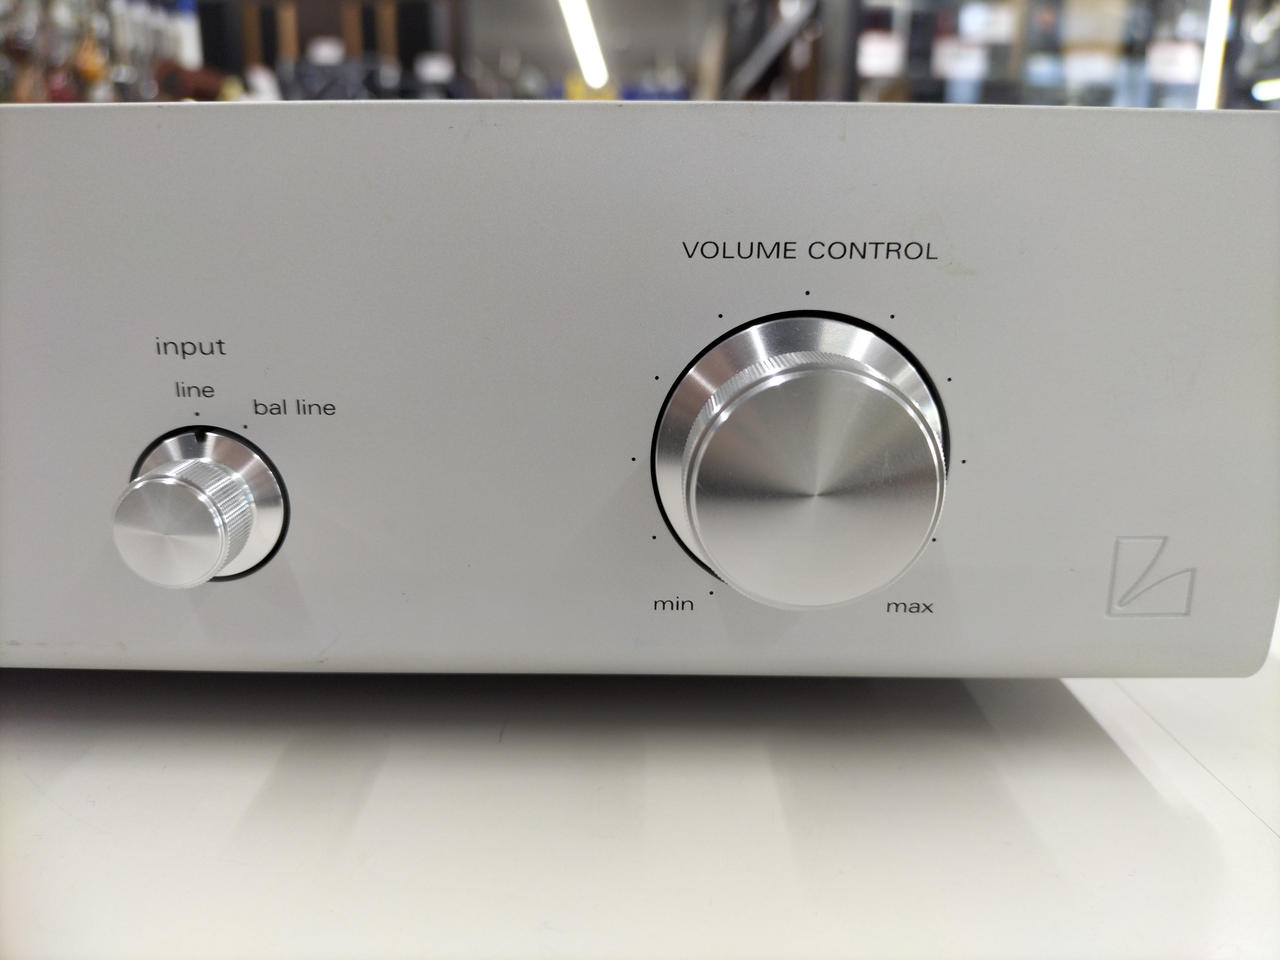 VOLUME CONTROL
input
line
bal line
min
max